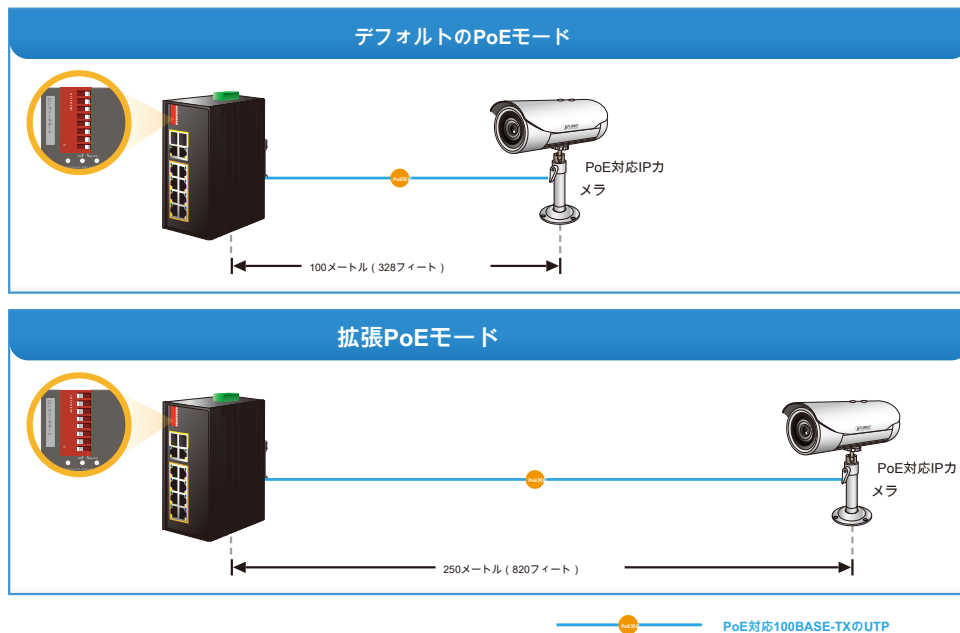 デフォルトのPoEモード
PoE対応IPカ
メラ
100メートル ( 328フィート )
拡張PoEモード
PoE対応IPカ
メラ
250メートル ( 820フィート )
PoE対応100BASE-TXのUTP